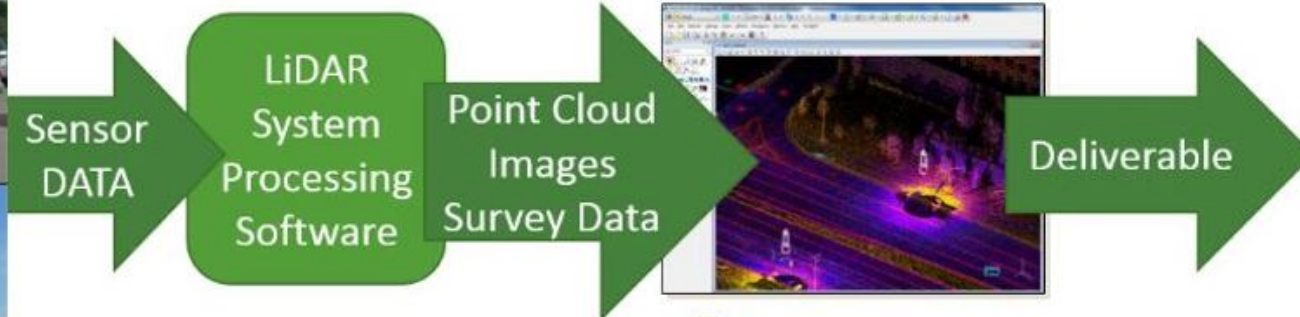 Sensor
DATA
LiDAR
System
Processing
Software
Point Cloud
Images
Survey Data
Deliverable